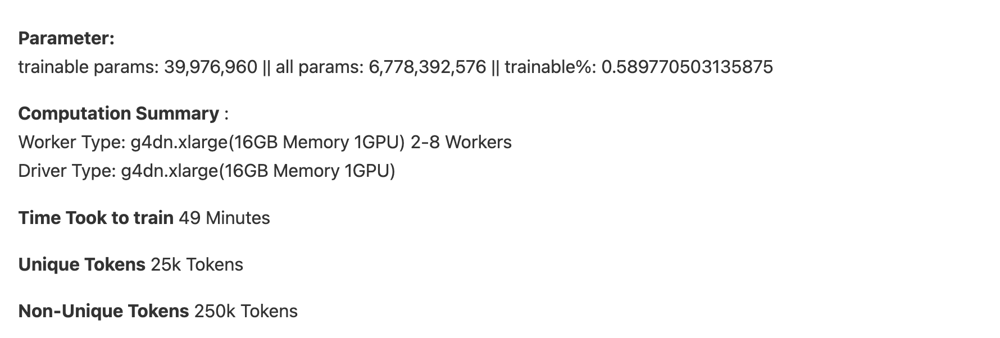 Parameter:
trainable params: 39,976,960 || all params: 6,778,392,576 || trainable%: 0.589770503135875
Computation Summary :
Worker Type: g4dn.xlarge(16GB Memory 1GPU) 2-8 Workers
Driver Type: g4dn.xlarge(16GB Memory 1GPU)
Time Took to train 49 Minutes
Unique Tokens 25k Tokens
Non-Unique Tokens 250k Tokens